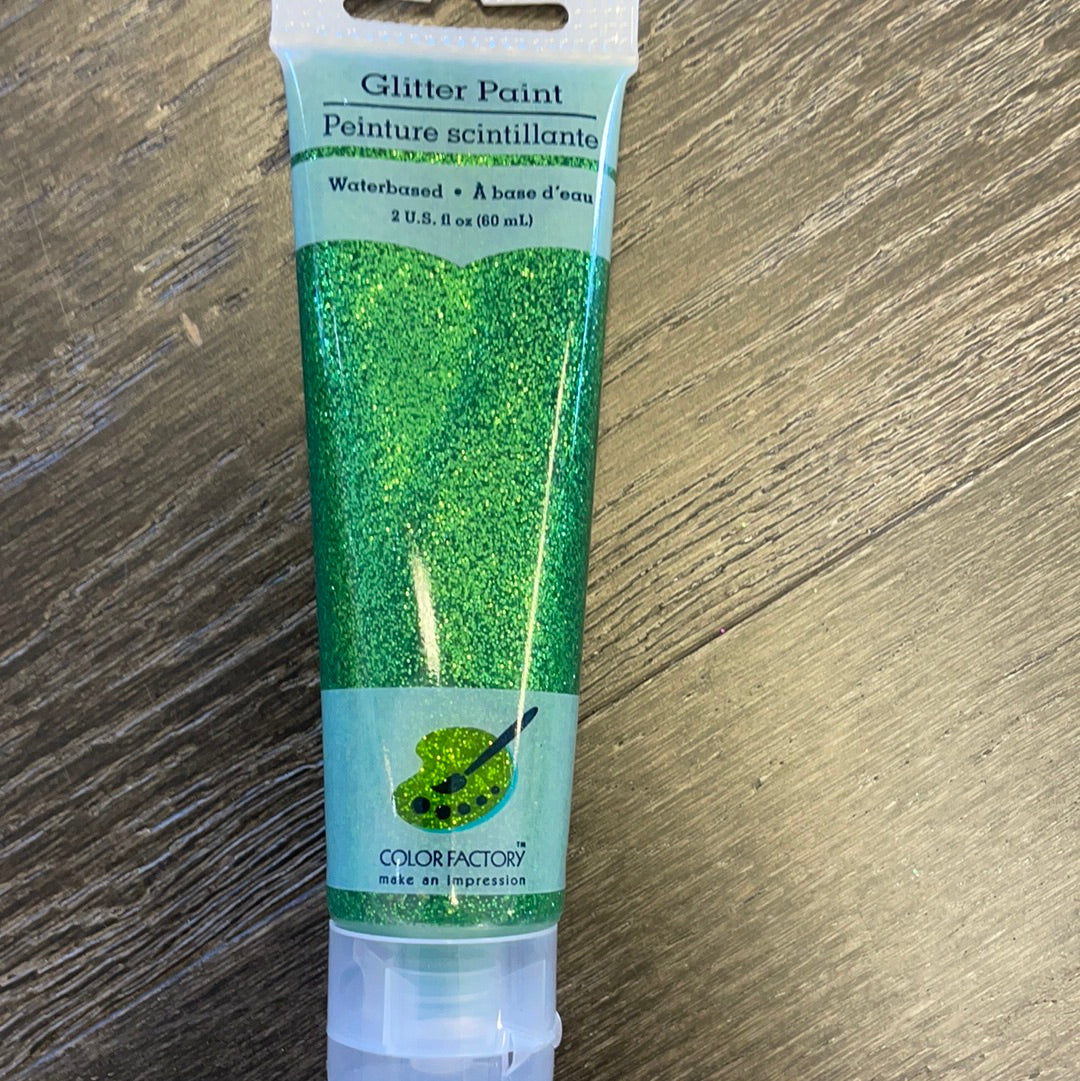 Glitter Paint
Peinture scintillante
Waterbased • À base d'eau
2 U.S. fl oz (60 mL)
COLOR FACTORY™
make an impression